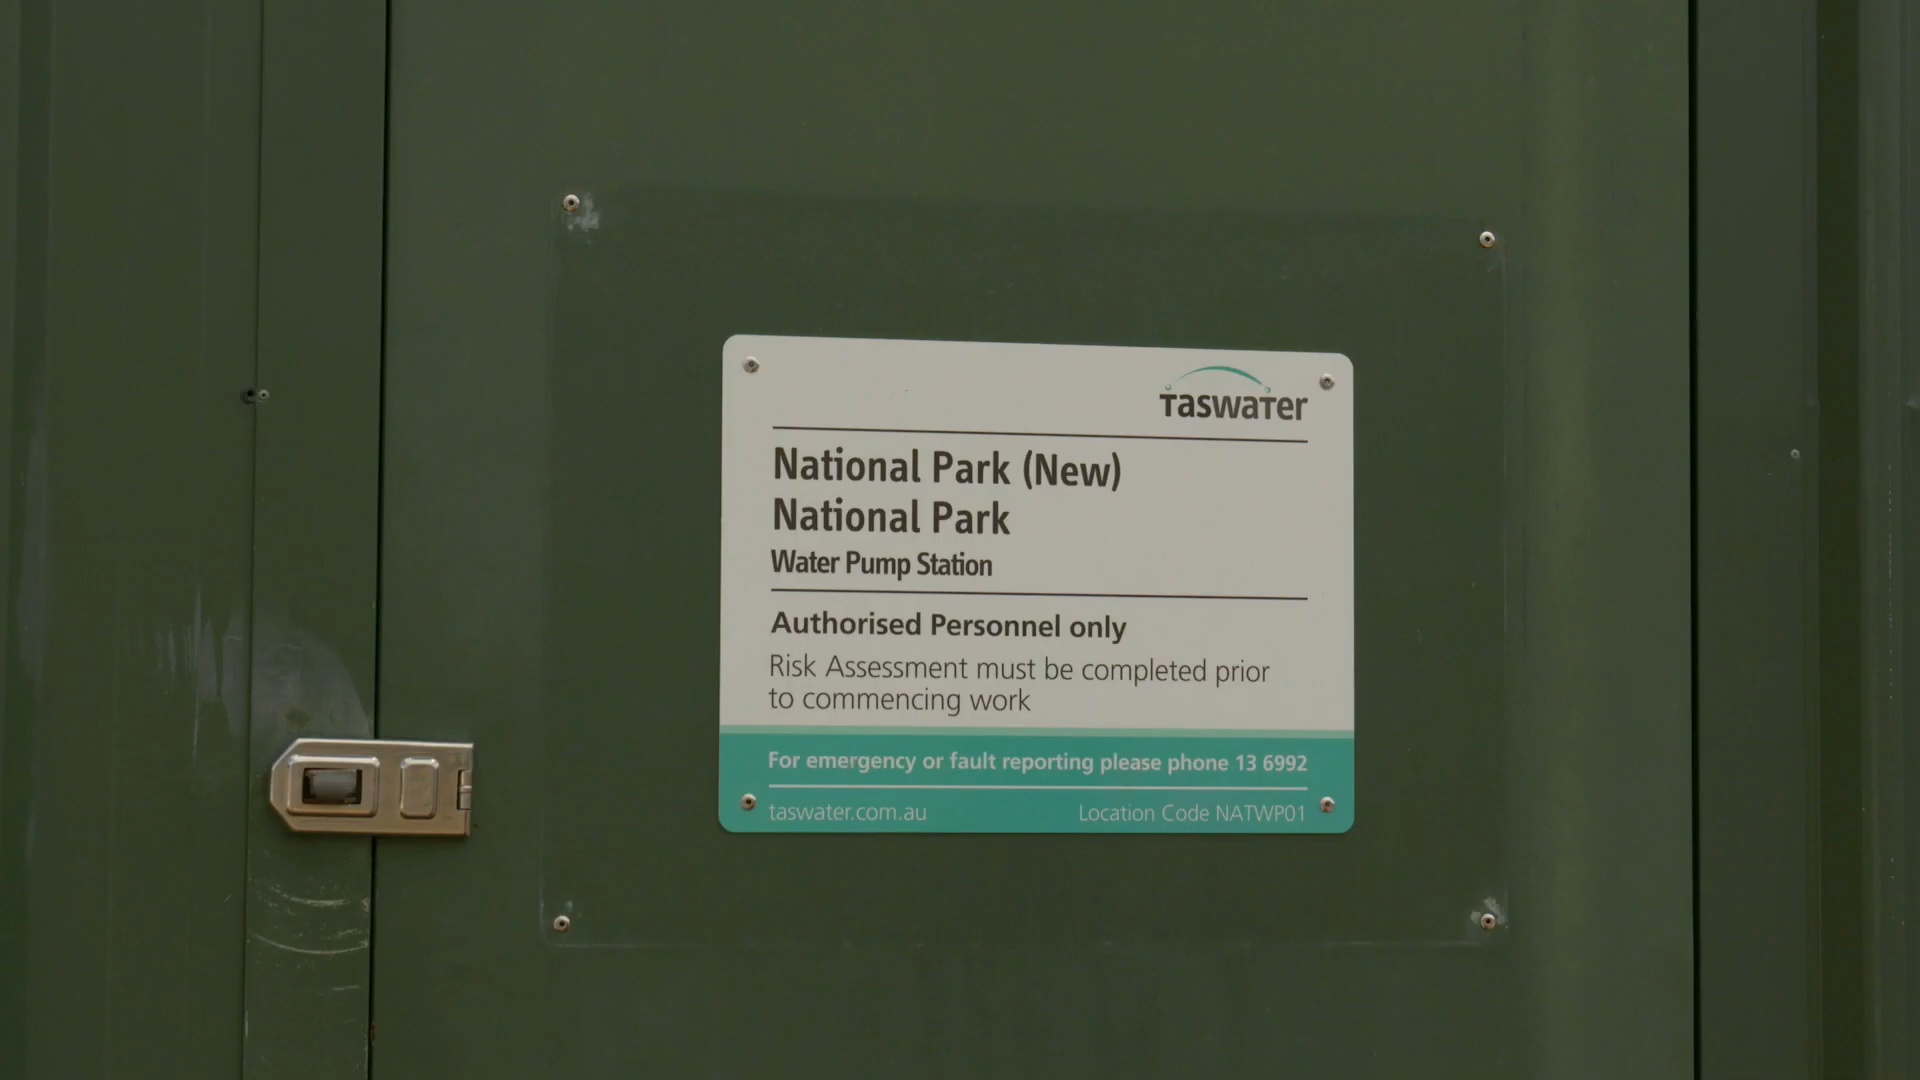 Taswater
National Park (New)
National Park
Water Pump Station
Authorised Personnel only
Risk Assessment must be completed prior
to commencing work
For emergency or fault reporting please phone 13 6992
taswater.com.au Location Code NATWP01